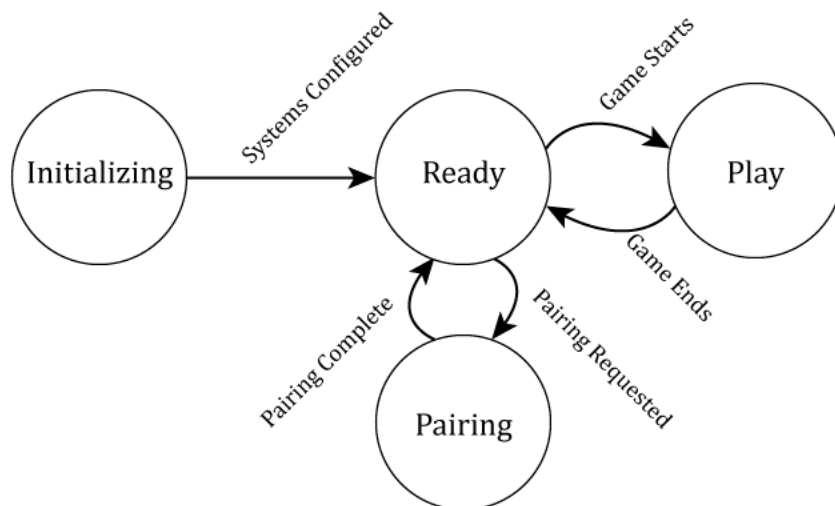 Systems Configured
Game Starts
Initializing
Ready
Play
Game Ends
Pairing Complete
Pairing Requested
Pairing